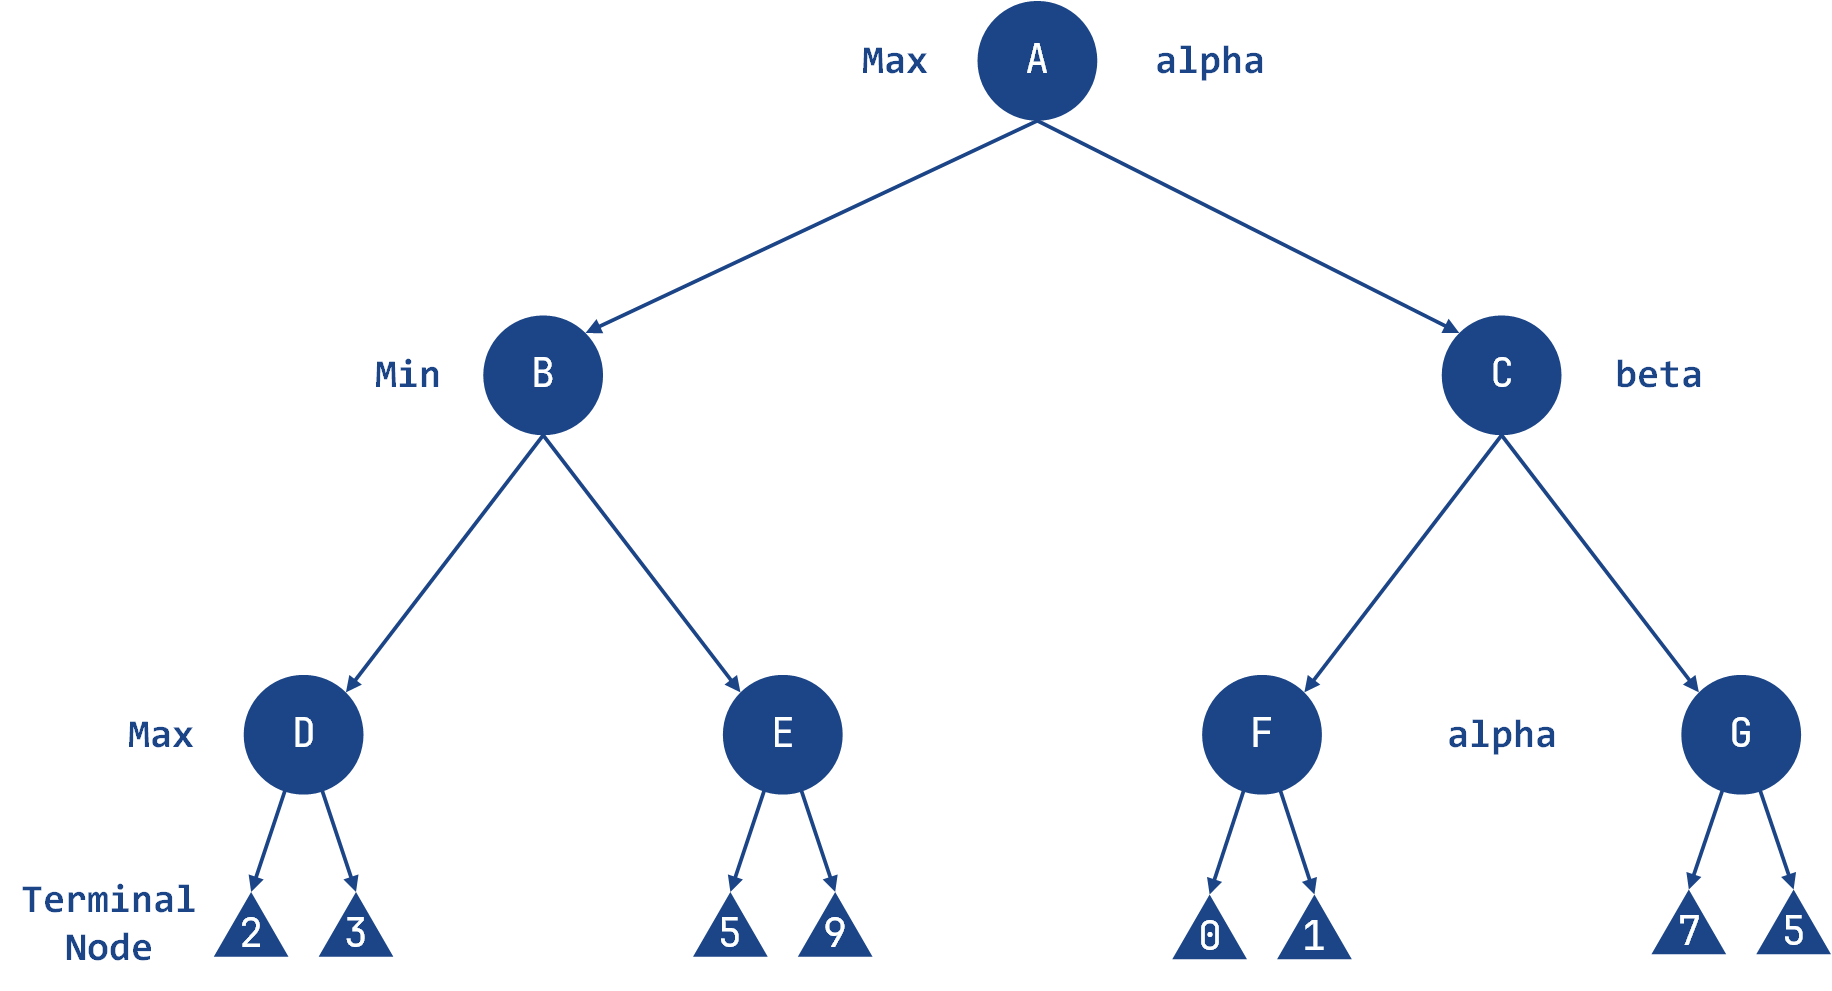 Max A alpha
Min B C beta
Max D E F alpha G
Terminal
Node
2 3 5 9 0 1 7 5